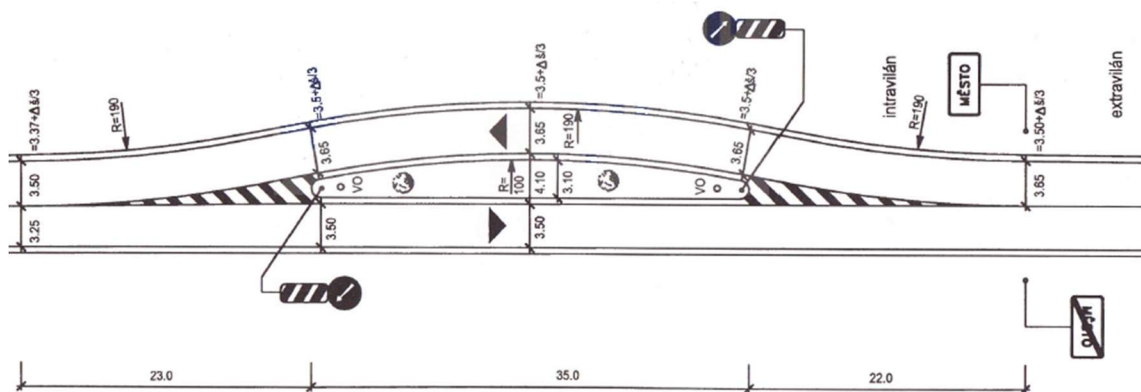 =3.37+Δš/3
R=190
=3.5+Δš/3
=3.5+Δš/3
=3.5+Δš/3
intravilán
R=190
MĚSTO
=3.50+Δš/3
extravilán
3.50
3.65
3.65
R=190
3.65
3.65
VO
R=
100
4.10
3.10
VO
3.25
3.50
3.50
MĚSTO
23.0
35.0
22.0